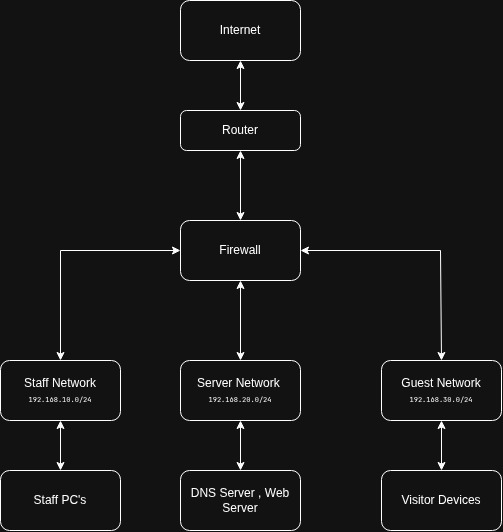 Internet
Router
Firewall
Staff Network
192.168.10.0/24
Server Network
192.168.20.0/24
Guest Network
192.168.30.0/24
Staff PC's
DNS Server , Web
Server
Visitor Devices